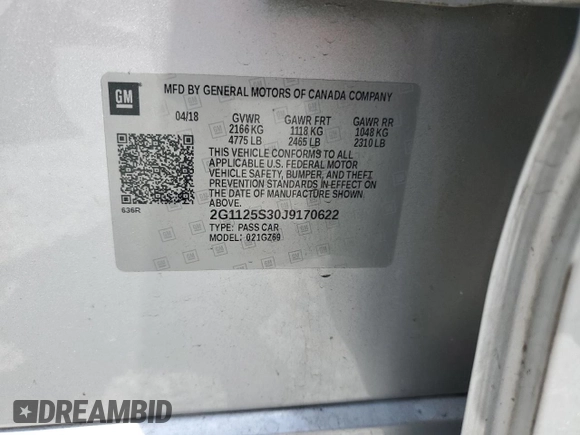 GM
MFD BY GENERAL MOTORS OF CANADA COMPANY
04/18 GVWR GAWR FRT GAWR RR
2166 KG 1118 KG 1048 KG
4775 LB 2465 LB 2310 LB
THIS VEHICLE CONFORMS TO ALL
APPLICABLE U.S. FEDERAL MOTOR
VEHICLE SAFETY, BUMPER, AND THEFT
PREVENTION STANDARDS IN EFFECT ON
THE DATE OF MANUFACTURE SHOWN
ABOVE.
636R
2G1125S30J9170622
TYPE: PASS CAR
MODEL: 021GZ69
DREAMBID